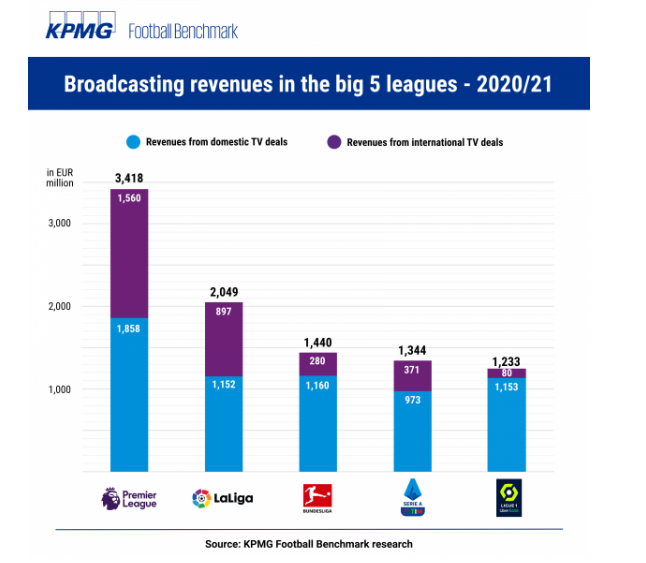 KPMG Football Benchmark
Broadcasting revenues in the big 5 leagues - 2020/21
Revenues from domestic TV deals
Revenues from international TV deals
in EUR
million
3,418
1,560
3,000
2,049
2,000
897
1,858
1,440
1,344
1,233
280
371
80
1,000
1,152
1,160
973
1,153
Premier
League
LaLiga
BUNDESLIGA
SERIE A
TIM
LIGUE 1
Uber Eats
Source: KPMG Football Benchmark research